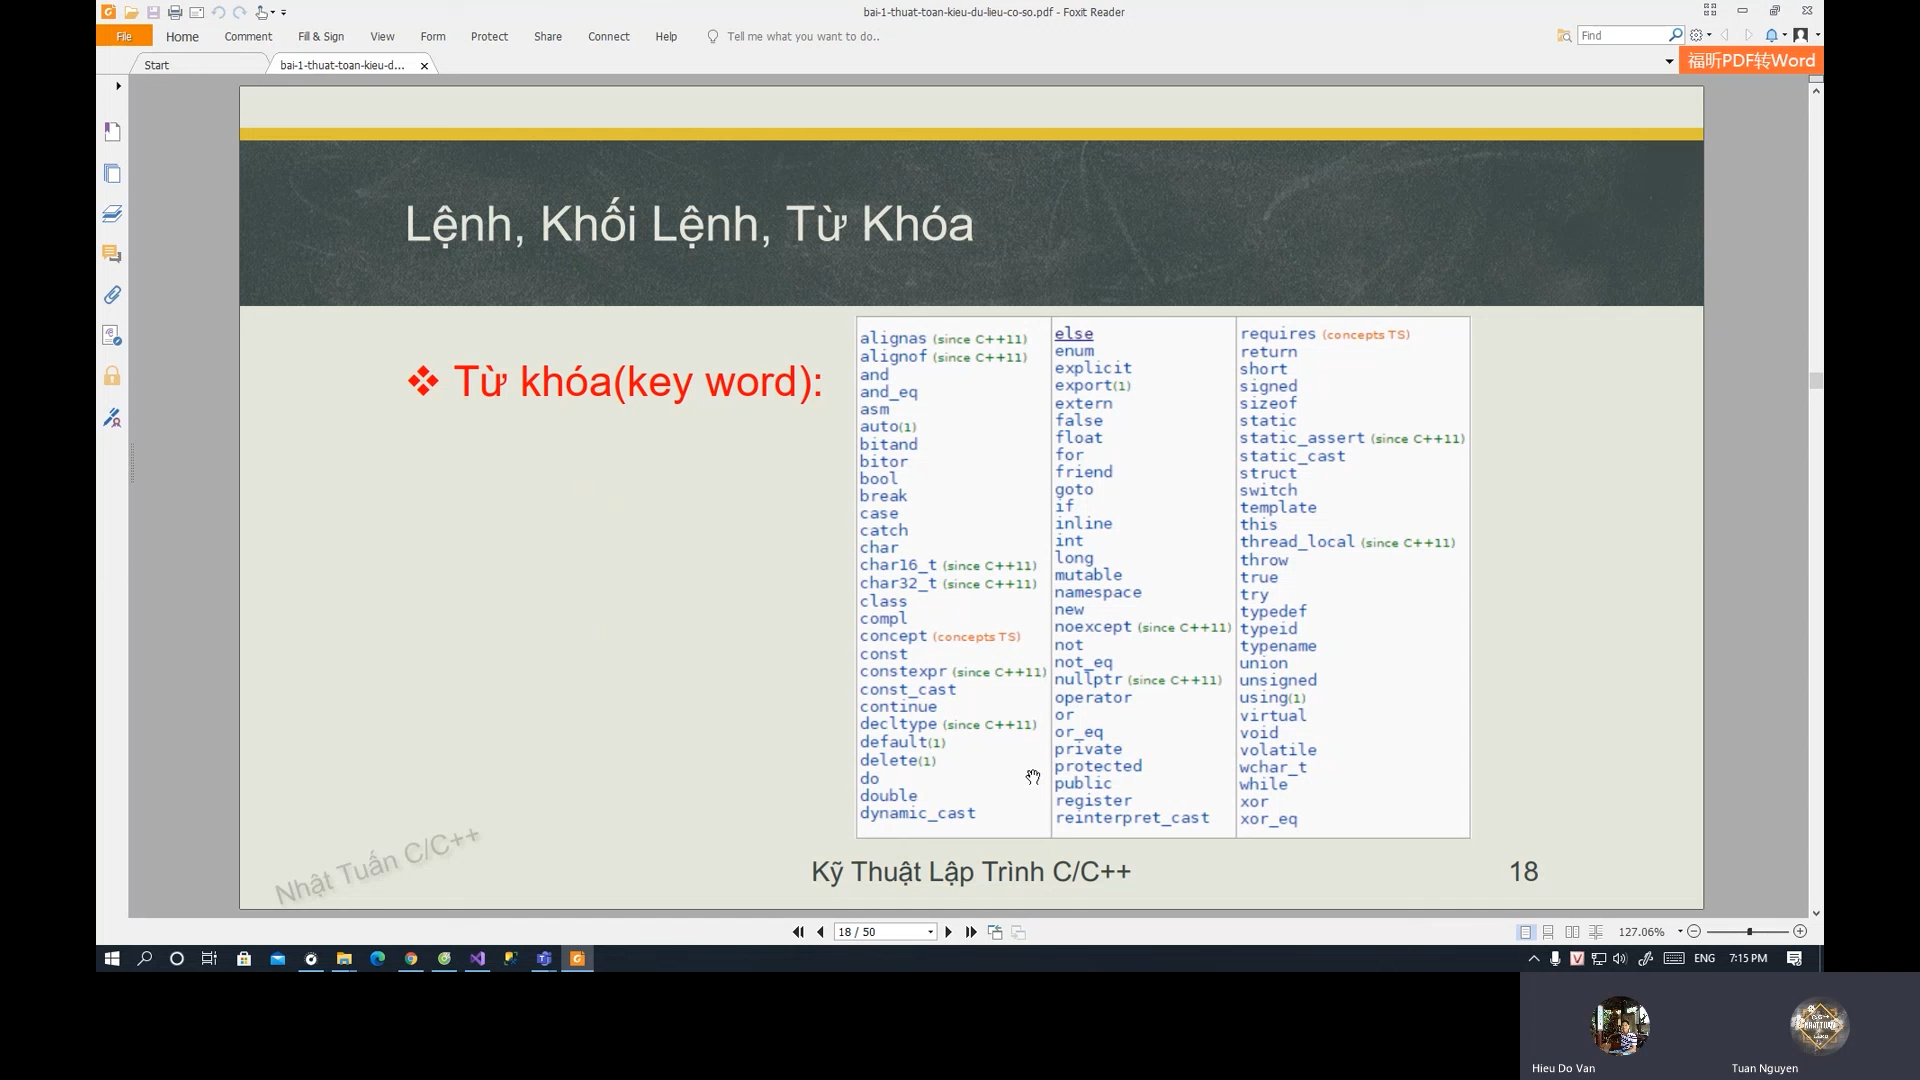 bai-1-thuat-toan-kieu-du-lieu-co-so.pdf - Foxit Reader
File Home Comment Fill & Sign View Form Protect Share Connect Help Tell me what you want to do.. Find
Start bai-1-thuat-toan-kieu-d...
福昕PDF转Word
Lệnh, Khối Lệnh, Từ Khóa
Từ khóa(key word):
alignas (since C++11)
alignof (since C++11)
and
and_eq
asm
auto(1)
bitand
bitor
bool
break
case
catch
char
char16_t (since C++11)
char32_t (since C++11)
class
compl
concept (concepts TS)
const
constexpr (since C++11)
const_cast
continue
decltype (since C++11)
default(1)
delete(1)
do
double
dynamic_cast
else
enum
explicit
export(1)
extern
false
float
for
friend
goto
if
inline
int
long
mutable
namespace
new
noexcept (since C++11)
not
not_eq
nullptr (since C++11)
operator
or
or_eq
private
protected
public
register
reinterpret_cast
requires (concepts TS)
return
short
signed
sizeof
static
static_assert (since C++11)
static_cast
struct
switch
template
this
thread_local (since C++11)
throw
true
try
typedef
typeid
typename
union
unsigned
using(1)
virtual
void
volatile
wchar_t
while
xor
xor_eq
Nhật Tuấn C/C++
Kỹ Thuật Lập Trình C/C++
18
18 / 50
127.06%
ENG 7:15 PM
Hieu Do Van
Tuan Nguyen